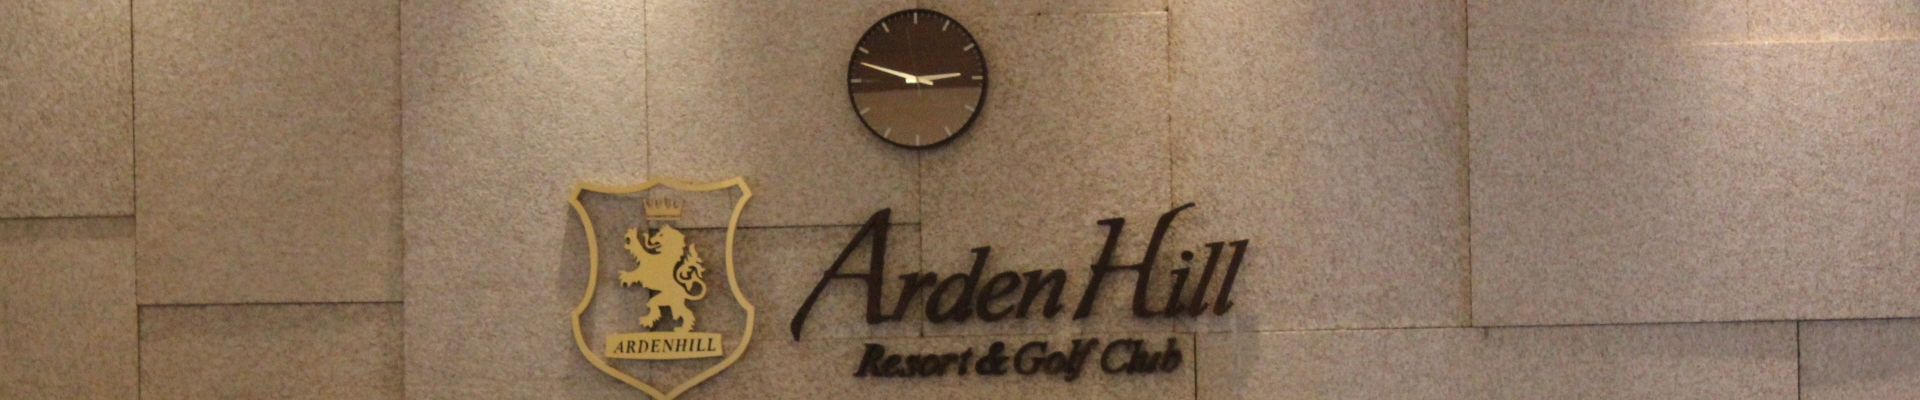 Arden Hill
Resort & Golf Club
ARDENHILL